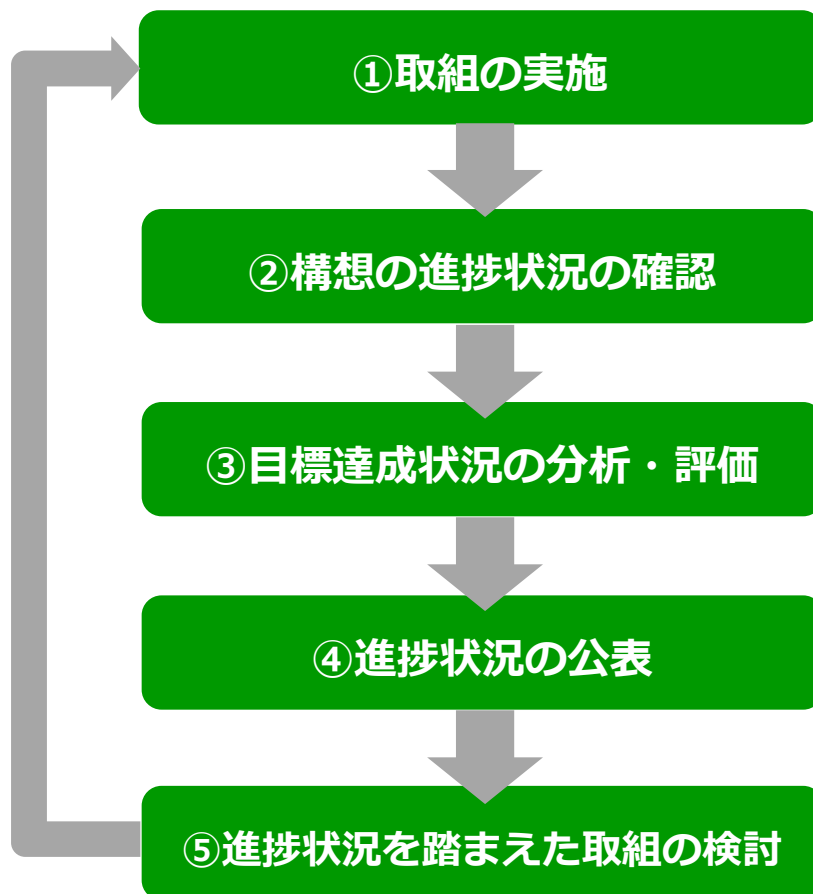 ①取組の実施
②構想の進捗状況の確認
③目標達成状況の分析・評価
④進捗状況の公表
⑤進捗状況を踏まえた取組の検討